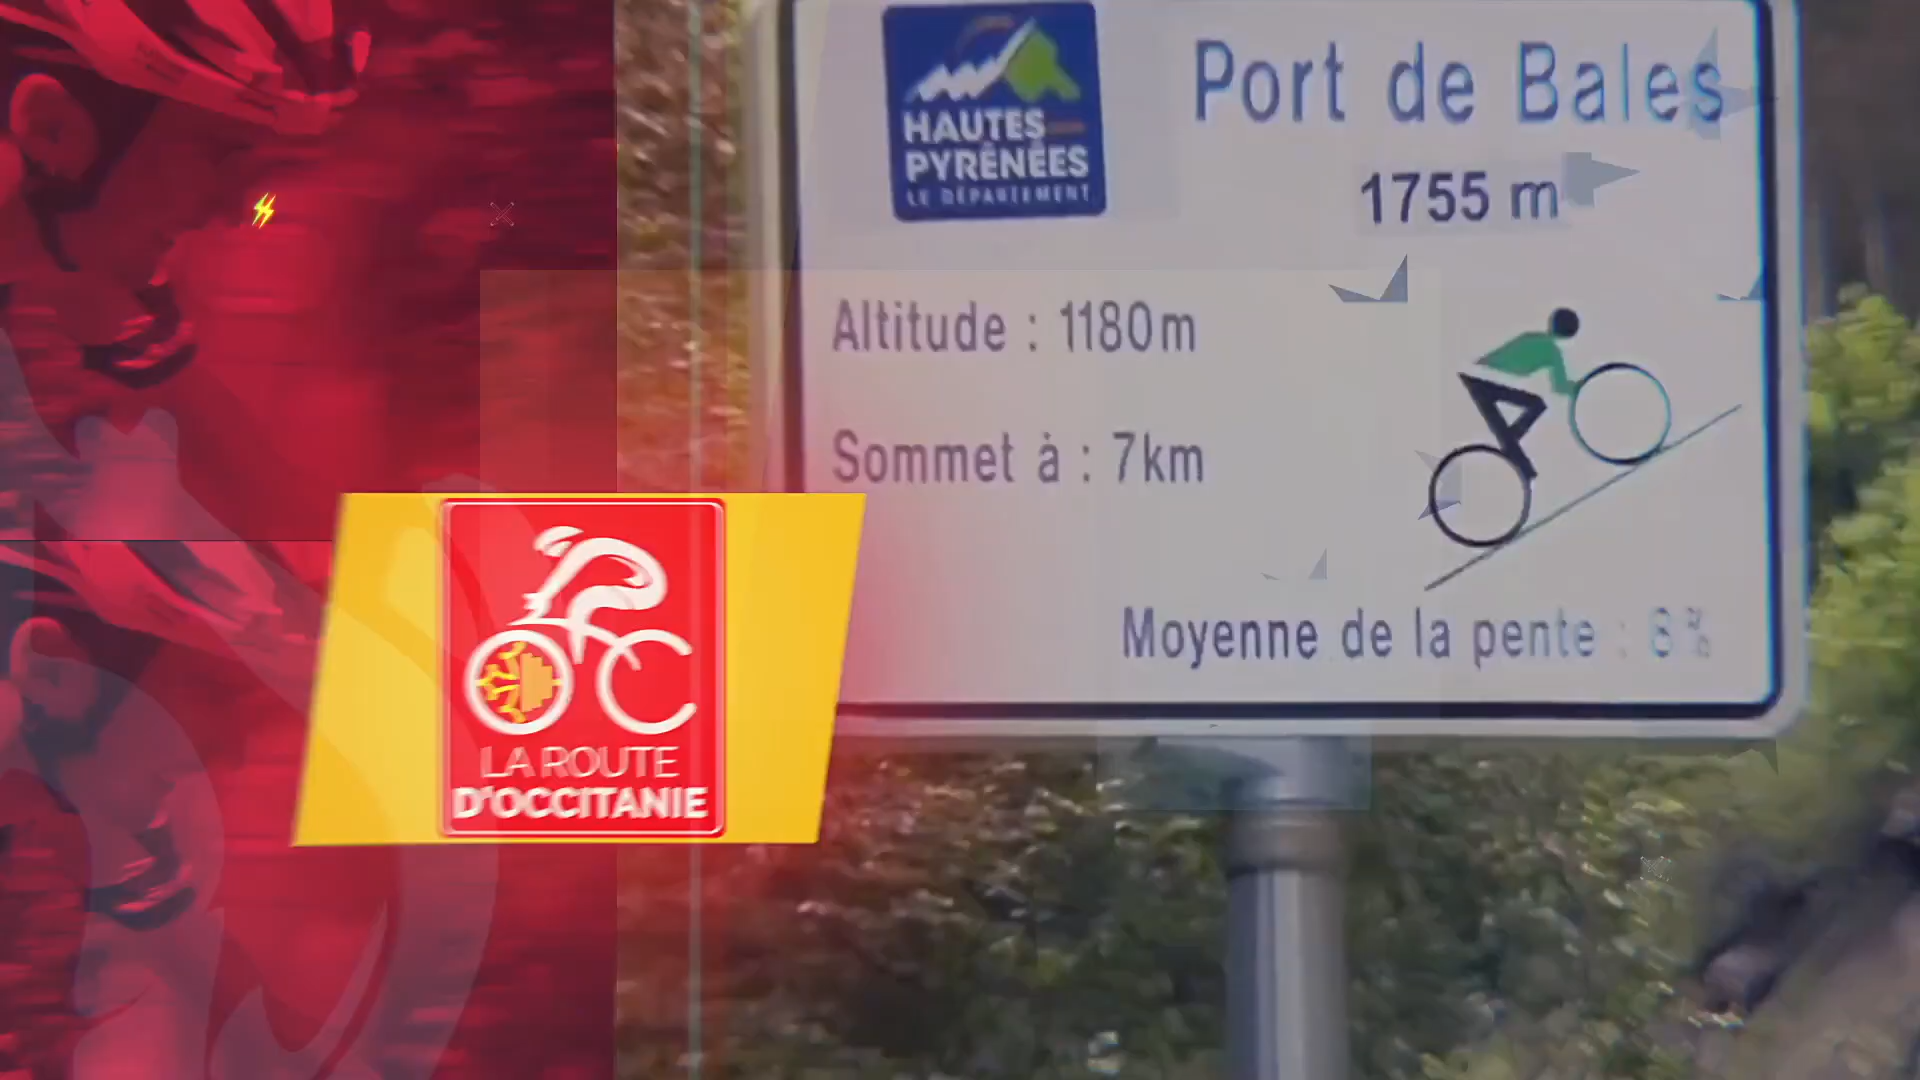 HAUTES
PYRÉNÉES
LE DÉPARTEMENT
Port de Bales
1755 m
Altitude : 1180m
Sommet à : 7km
Moyenne de la pente : 8 %
LA ROUTE
D'OCCITANIE